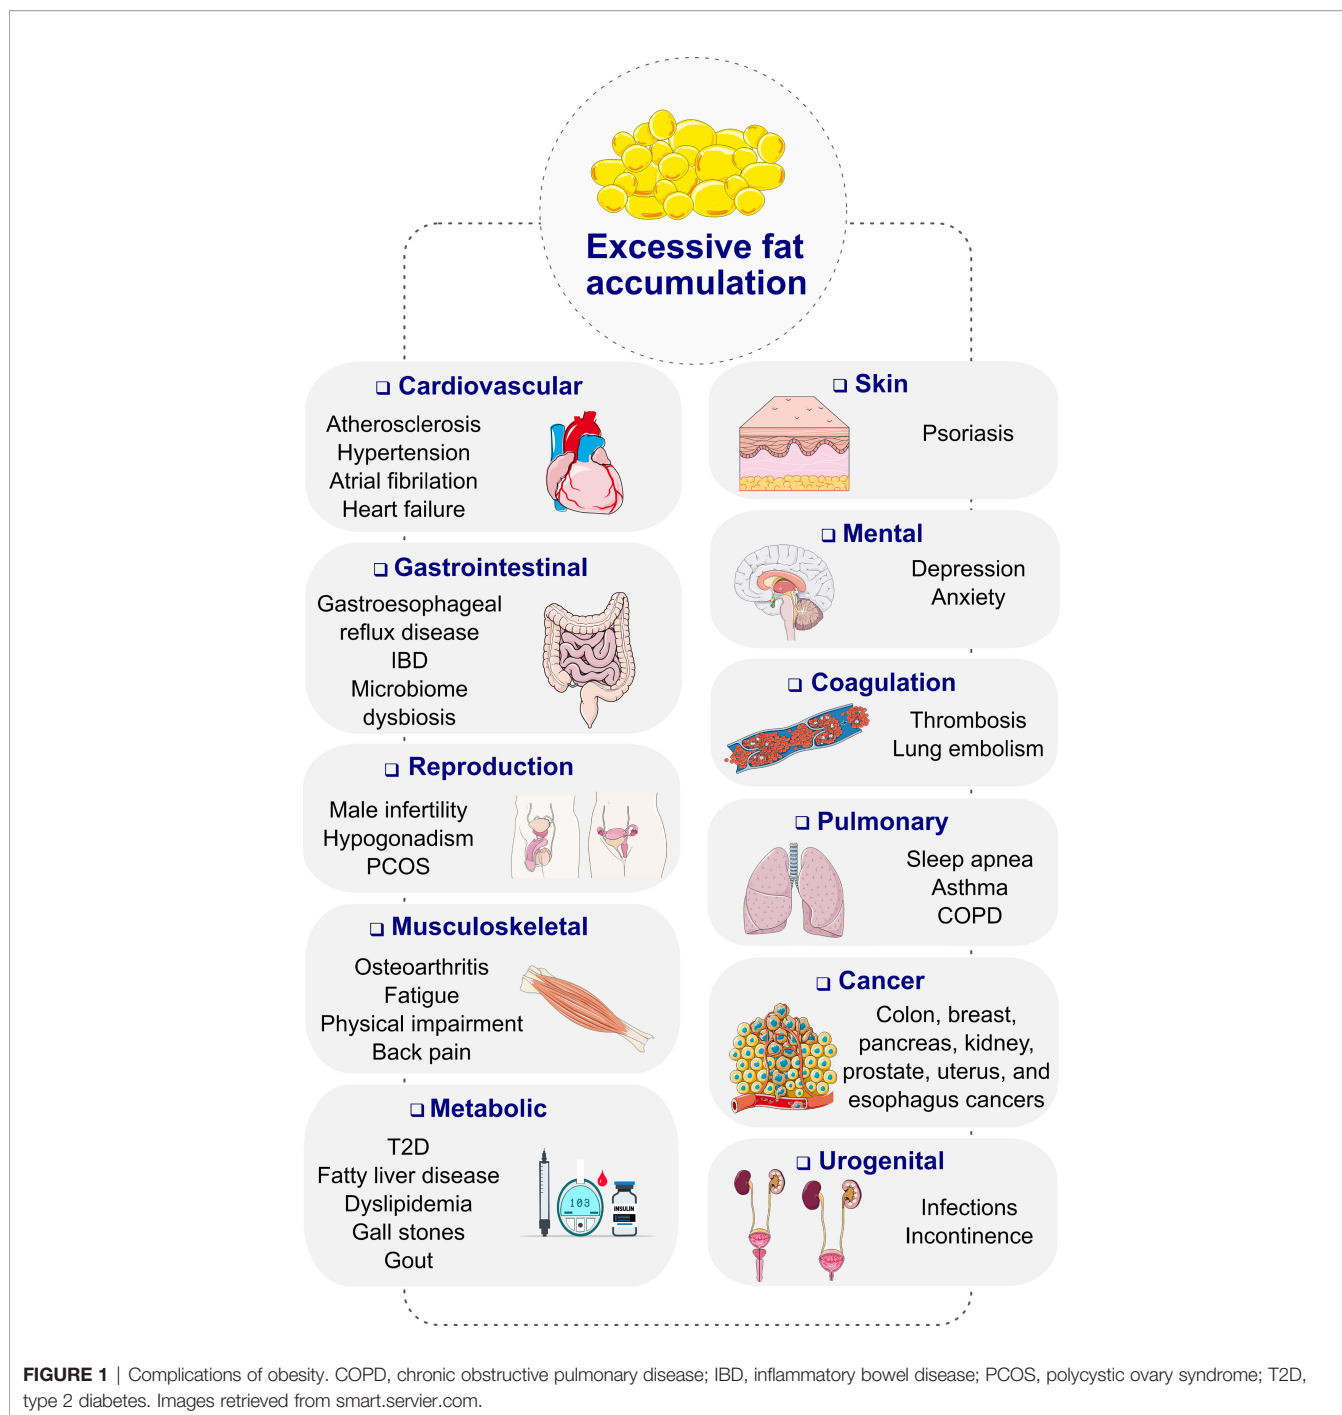 Excessive fat
accumulation
❑ Cardiovascular
Atherosclerosis
Hypertension
Atrial fibrilation
Heart failure
❑ Gastrointestinal
Gastroesophageal
reflux disease
IBD
Microbiome
dysbiosis
❑ Reproduction
Male infertility
Hypogonadism
PCOS
❑ Musculoskeletal
Osteoarthritis
Fatigue
Physical impairment
Back pain
❑ Metabolic
T2D
Fatty liver disease
Dyslipidemia
Gall stones
Gout
103
INSULIN
❑ Skin
Psoriasis
❑ Mental
Depression
Anxiety
❑ Coagulation
Thrombosis
Lung embolism
❑ Pulmonary
Sleep apnea
Asthma
COPD
❑ Cancer
Colon, breast,
pancreas, kidney,
prostate, uterus, and
esophagus cancers
❑ Urogenital
Infections
Incontinence
FIGURE 1 | Complications of obesity. COPD, chronic obstructive pulmonary disease; IBD, inflammatory bowel disease; PCOS, polycystic ovary syndrome; T2D,
type 2 diabetes. Images retrieved from smart.servier.com.